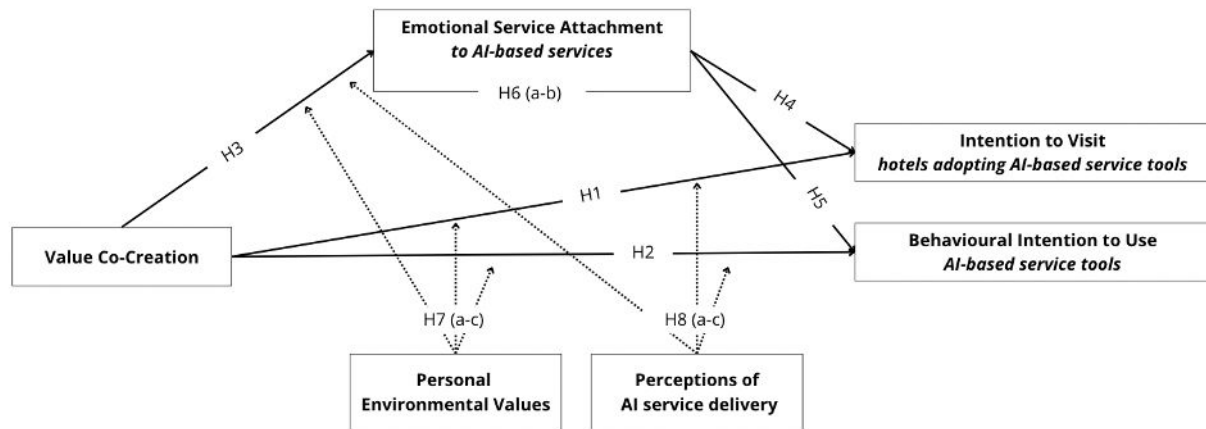 Emotional Service Attachment
to AI-based services
H6 (a-b)
H4
H3
Intention to Visit
hotels adopting AI-based service tools
H1
H5
Value Co-Creation
H2
Behavioural Intention to Use
AI-based service tools
H7 (a-c)
H8 (a-c)
Personal
Environmental Values
Perceptions of
AI service delivery